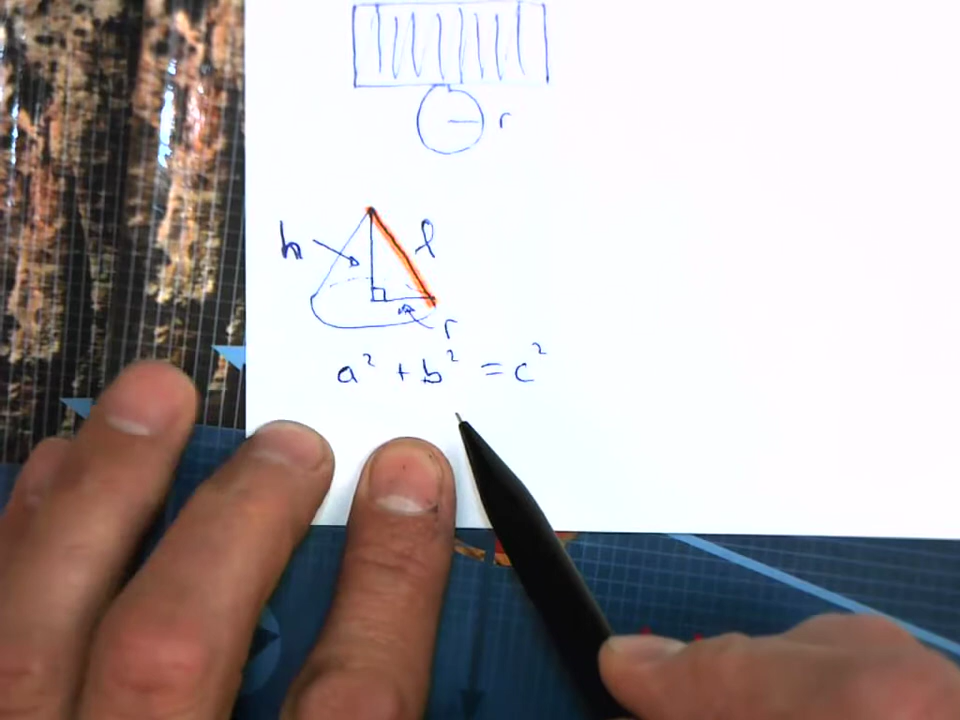 r
h
l
r
a² + b² = c²